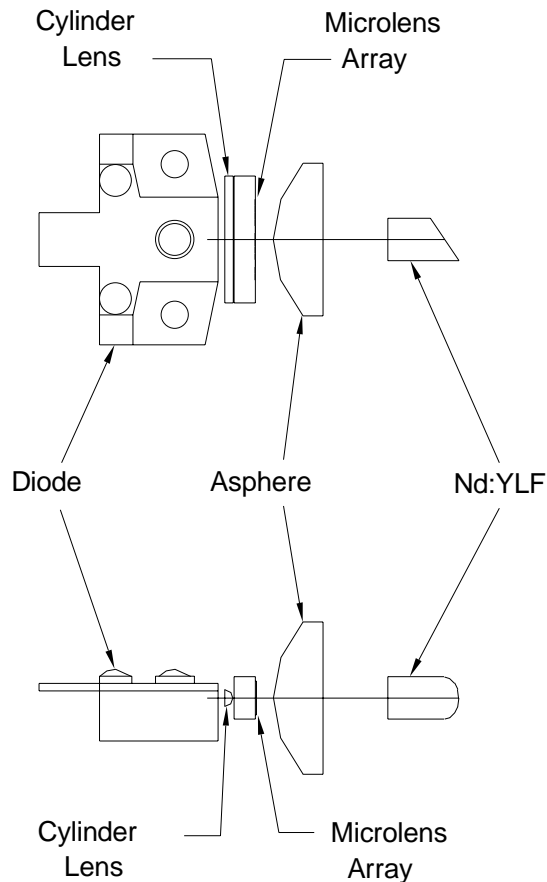 Cylinder
Lens
Microlens
Array
Diode
Asphere
Nd:YLF
Cylinder
Lens
Microlens
Array